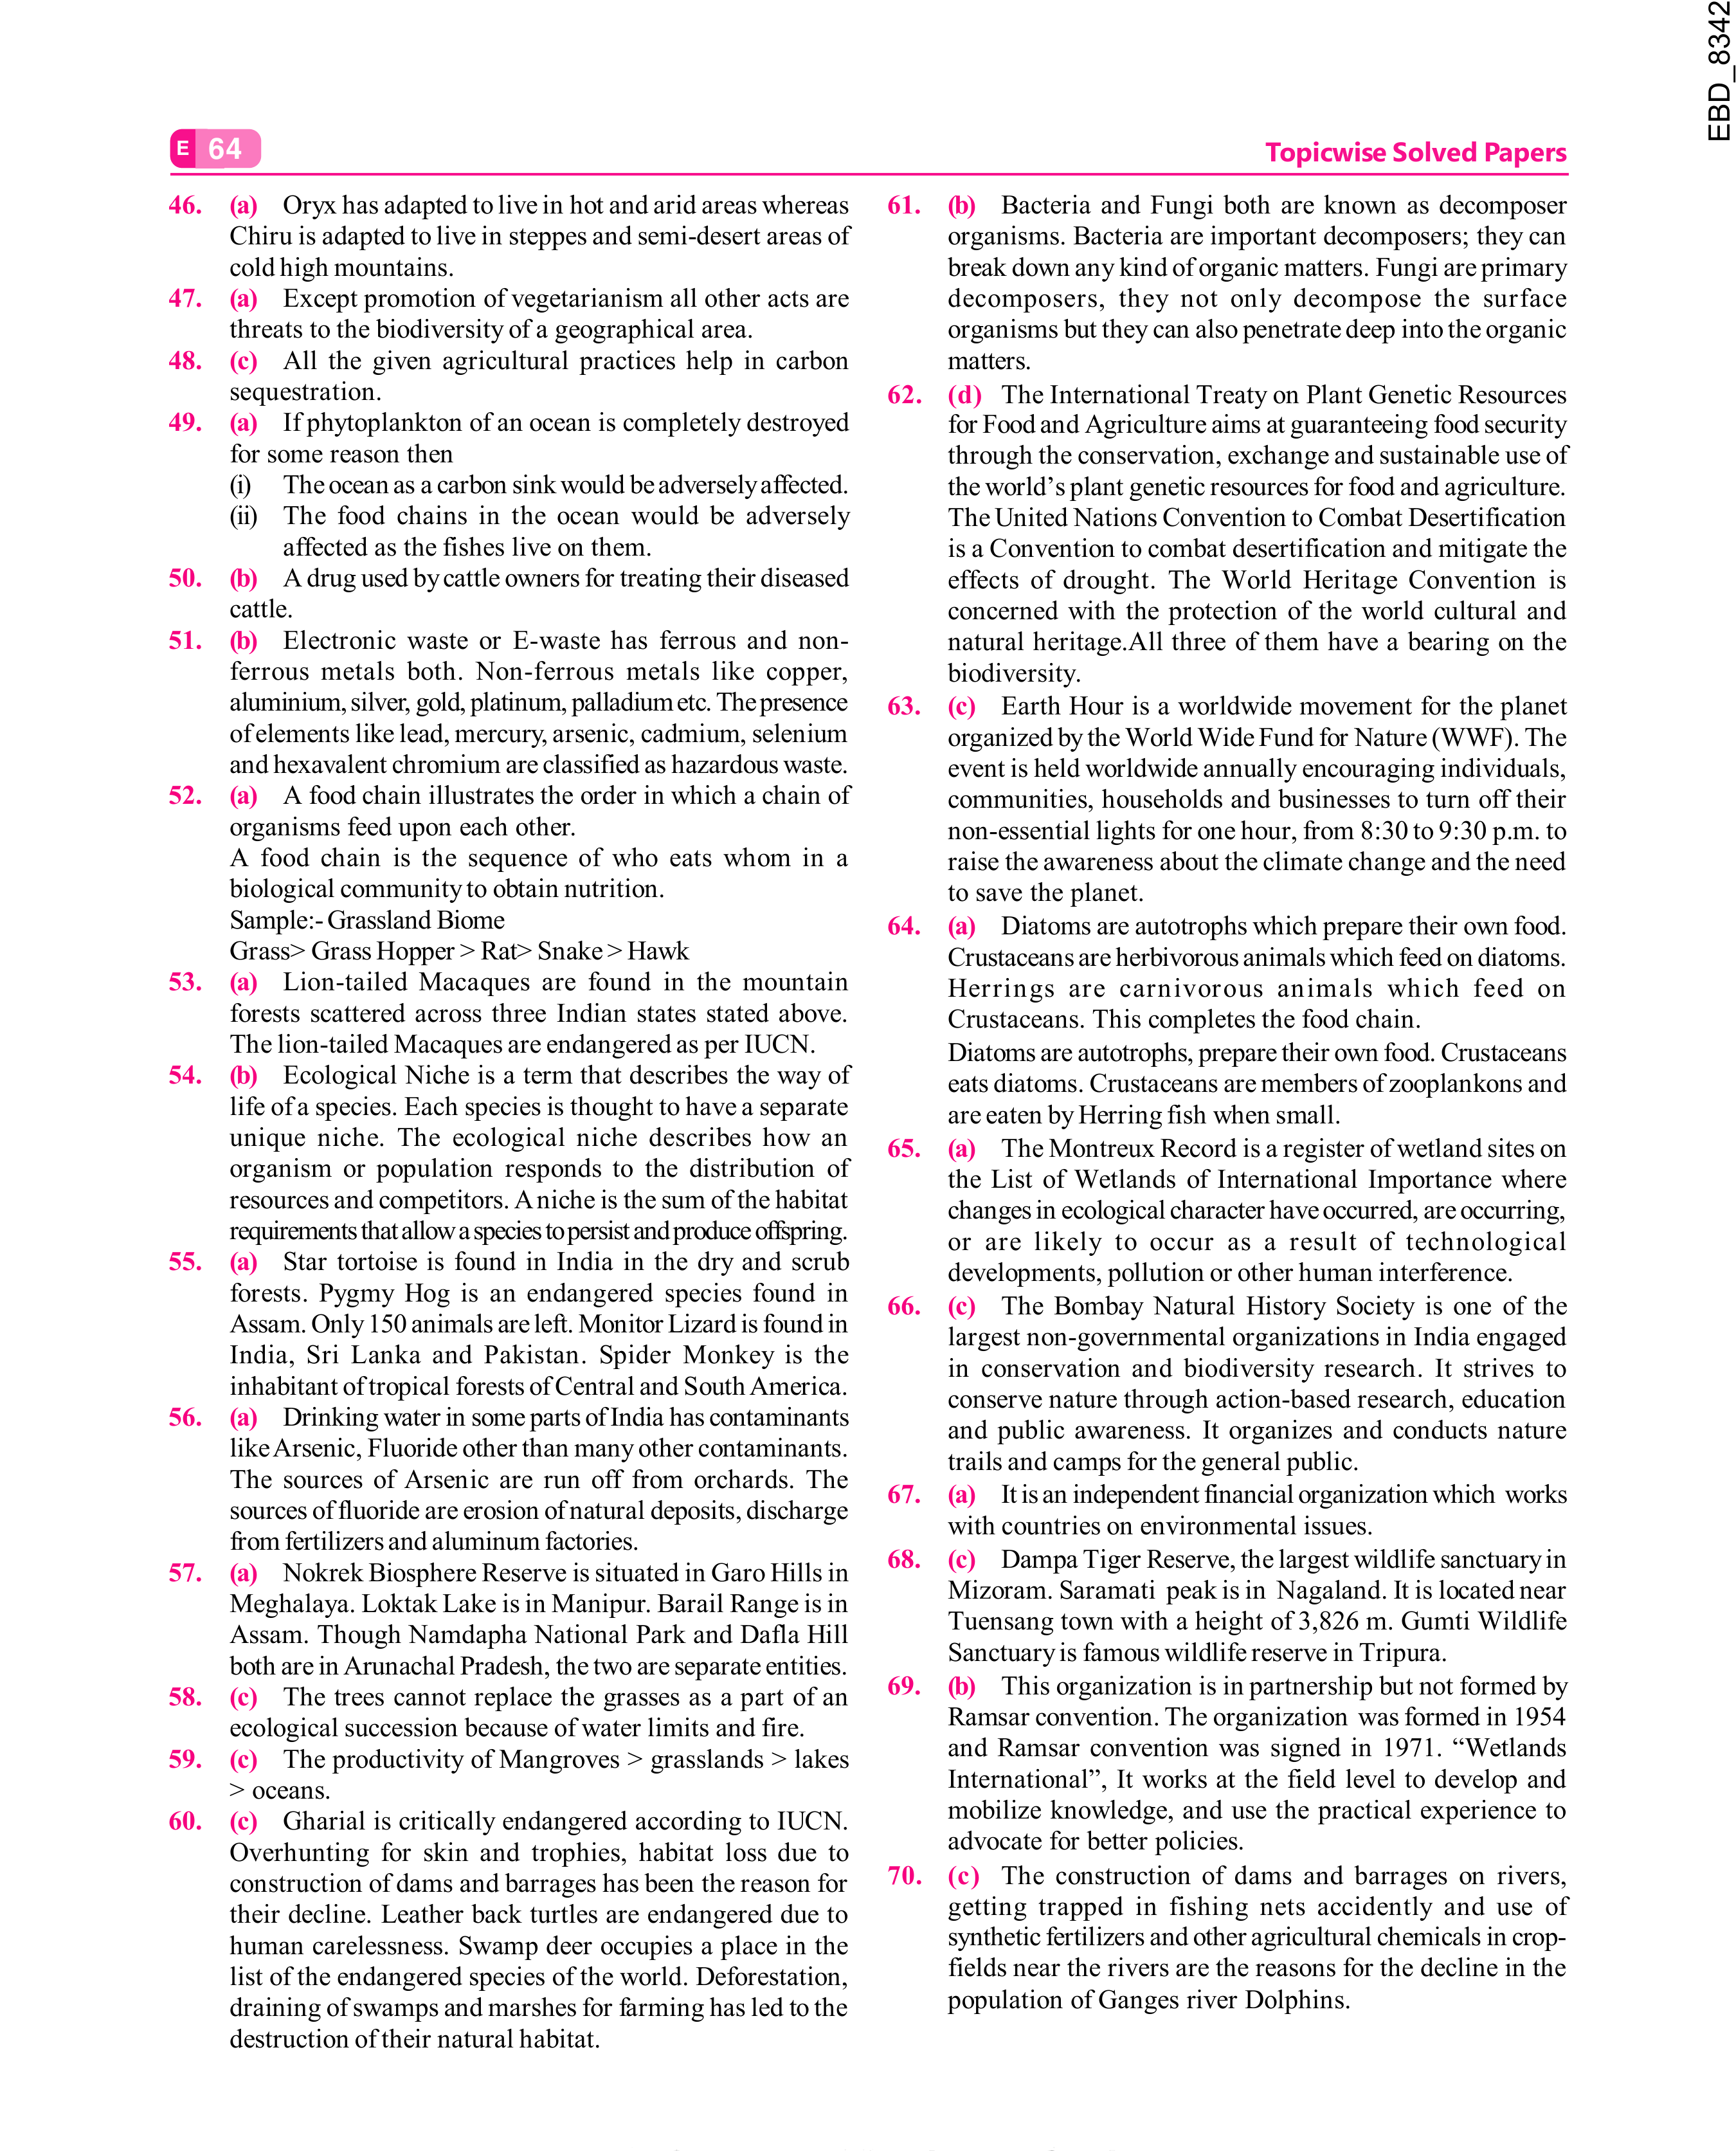 EBD_8342
E 64
Topicwise Solved Papers
46. (a) Oryx has adapted to live in hot and arid areas whereas
Chiru is adapted to live in steppes and semi-desert areas of
cold high mountains.
47. (a) Except promotion of vegetarianism all other acts are
threats to the biodiversity of a geographical area.
48. (c) All the given agricultural practices help in carbon
sequestration.
49. (a) If phytoplankton of an ocean is completely destroyed
for some reason then
(i) The ocean as a carbon sink would be adversely affected.
(ii) The food chains in the ocean would be adversely
affected as the fishes live on them.
50. (b) A drug used by cattle owners for treating their diseased
cattle.
51. (b) Electronic waste or E-waste has ferrous and non-
ferrous metals both. Non-ferrous metals like copper,
aluminium, silver, gold, platinum, palladium etc. The presence
of elements like lead, mercury, arsenic, cadmium, selenium
and hexavalent chromium are classified as hazardous waste.
52. (a) A food chain illustrates the order in which a chain of
organisms feed upon each other.
A food chain is the sequence of who eats whom in a
biological community to obtain nutrition.
Sample:- Grassland Biome
Grass> Grass Hopper > Rat> Snake > Hawk
53. (a) Lion-tailed Macaques are found in the mountain
forests scattered across three Indian states stated above.
The lion-tailed Macaques are endangered as per IUCN.
54. (b) Ecological Niche is a term that describes the way of
life of a species. Each species is thought to have a separate
unique niche. The ecological niche describes how an
organism or population responds to the distribution of
resources and competitors. A niche is the sum of the habitat
requirements that allow a species to persist and produce offspring.
55. (a) Star tortoise is found in India in the dry and scrub
forests. Pygmy Hog is an endangered species found in
Assam. Only 150 animals are left. Monitor Lizard is found in
India, Sri Lanka and Pakistan. Spider Monkey is the
inhabitant of tropical forests of Central and South America.
56. (a) Drinking water in some parts of India has contaminants
like Arsenic, Fluoride other than many other contaminants.
The sources of Arsenic are run off from orchards. The
sources of fluoride are erosion of natural deposits, discharge
from fertilizers and aluminum factories.
57. (a) Nokrek Biosphere Reserve is situated in Garo Hills in
Meghalaya. Loktak Lake is in Manipur. Barail Range is in
Assam. Though Namdapha National Park and Dafla Hill
both are in Arunachal Pradesh, the two are separate entities.
58. (c) The trees cannot replace the grasses as a part of an
ecological succession because of water limits and fire.
59. (c) The productivity of Mangroves > grasslands > lakes
> oceans.
60. (c) Gharial is critically endangered according to IUCN.
Overhunting for skin and trophies, habitat loss due to
construction of dams and barrages has been the reason for
their decline. Leather back turtles are endangered due to
human carelessness. Swamp deer occupies a place in the
list of the endangered species of the world. Deforestation,
draining of swamps and marshes for farming has led to the
destruction of their natural habitat.
61. (b) Bacteria and Fungi both are known as decomposer
organisms. Bacteria are important decomposers; they can
break down any kind of organic matters. Fungi are primary
decomposers, they not only decompose the surface
organisms but they can also penetrate deep into the organic
matters.
62. (d) The International Treaty on Plant Genetic Resources
for Food and Agriculture aims at guaranteeing food security
through the conservation, exchange and sustainable use of
the world’s plant genetic resources for food and agriculture.
The United Nations Convention to Combat Desertification
is a Convention to combat desertification and mitigate the
effects of drought. The World Heritage Convention is
concerned with the protection of the world cultural and
natural heritage.All three of them have a bearing on the
biodiversity.
63. (c) Earth Hour is a worldwide movement for the planet
organized by the World Wide Fund for Nature (WWF). The
event is held worldwide annually encouraging individuals,
communities, households and businesses to turn off their
non-essential lights for one hour, from 8:30 to 9:30 p.m. to
raise the awareness about the climate change and the need
to save the planet.
64. (a) Diatoms are autotrophs which prepare their own food.
Crustaceans are herbivorous animals which feed on diatoms.
Herrings are carnivorous animals which feed on
Crustaceans. This completes the food chain.
Diatoms are autotrophs, prepare their own food. Crustaceans
eats diatoms. Crustaceans are members of zooplankons and
are eaten by Herring fish when small.
65. (a) The Montreux Record is a register of wetland sites on
the List of Wetlands of International Importance where
changes in ecological character have occurred, are occurring,
or are likely to occur as a result of technological
developments, pollution or other human interference.
66. (c) The Bombay Natural History Society is one of the
largest non-governmental organizations in India engaged
in conservation and biodiversity research. It strives to
conserve nature through action-based research, education
and public awareness. It organizes and conducts nature
trails and camps for the general public.
67. (a) It is an independent financial organization which works
with countries on environmental issues.
68. (c) Dampa Tiger Reserve, the largest wildlife sanctuary in
Mizoram. Saramati peak is in Nagaland. It is located near
Tuensang town with a height of 3,826 m. Gumti Wildlife
Sanctuary is famous wildlife reserve in Tripura.
69. (b) This organization is in partnership but not formed by
Ramsar convention. The organization was formed in 1954
and Ramsar convention was signed in 1971. “Wetlands
International”, It works at the field level to develop and
mobilize knowledge, and use the practical experience to
advocate for better policies.
70. (c) The construction of dams and barrages on rivers,
getting trapped in fishing nets accidently and use of
synthetic fertilizers and other agricultural chemicals in crop-
fields near the rivers are the reasons for the decline in the
population of Ganges river Dolphins.